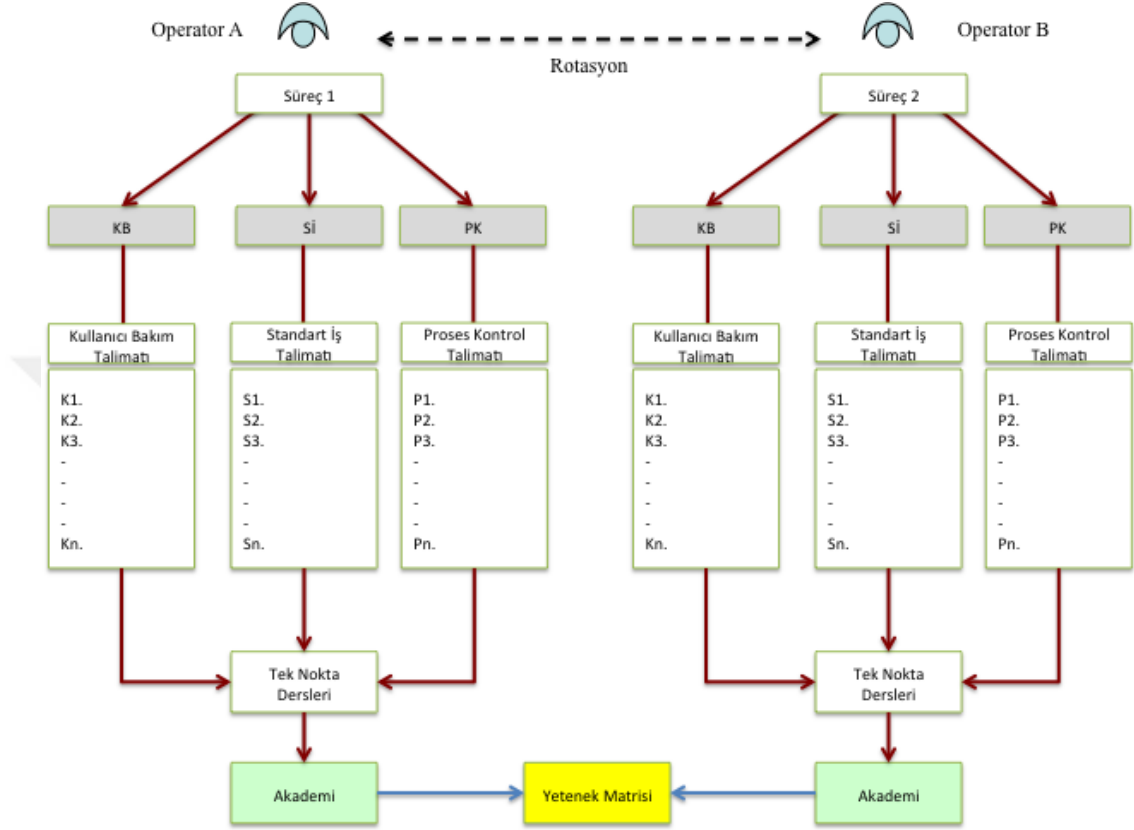 Operator A
Operator B
Rotasyon
Süreç 1
Süreç 2
KB
Sİ
PK
KB
Sİ
PK
Kullanıcı Bakım
Talimatı
Standart İş
Talimatı
Proses Kontrol
Talimatı
Kullanıcı Bakım
Talimatı
Standart İş
Talimatı
Proses Kontrol
Talimatı
K1.
K2.
K3.
-
-
-
-
Kn.
S1.
S2.
S3.
-
-
-
-
Sn.
P1.
P2.
P3.
-
-
-
-
Pn.
K1.
K2.
K3.
-
-
-
-
Kn.
S1.
S2.
S3.
-
-
-
-
Sn.
P1.
P2.
P3.
-
-
-
-
Pn.
Tek Nokta
Dersleri
Tek Nokta
Dersleri
Akademi
Yetenek Matrisi
Akademi